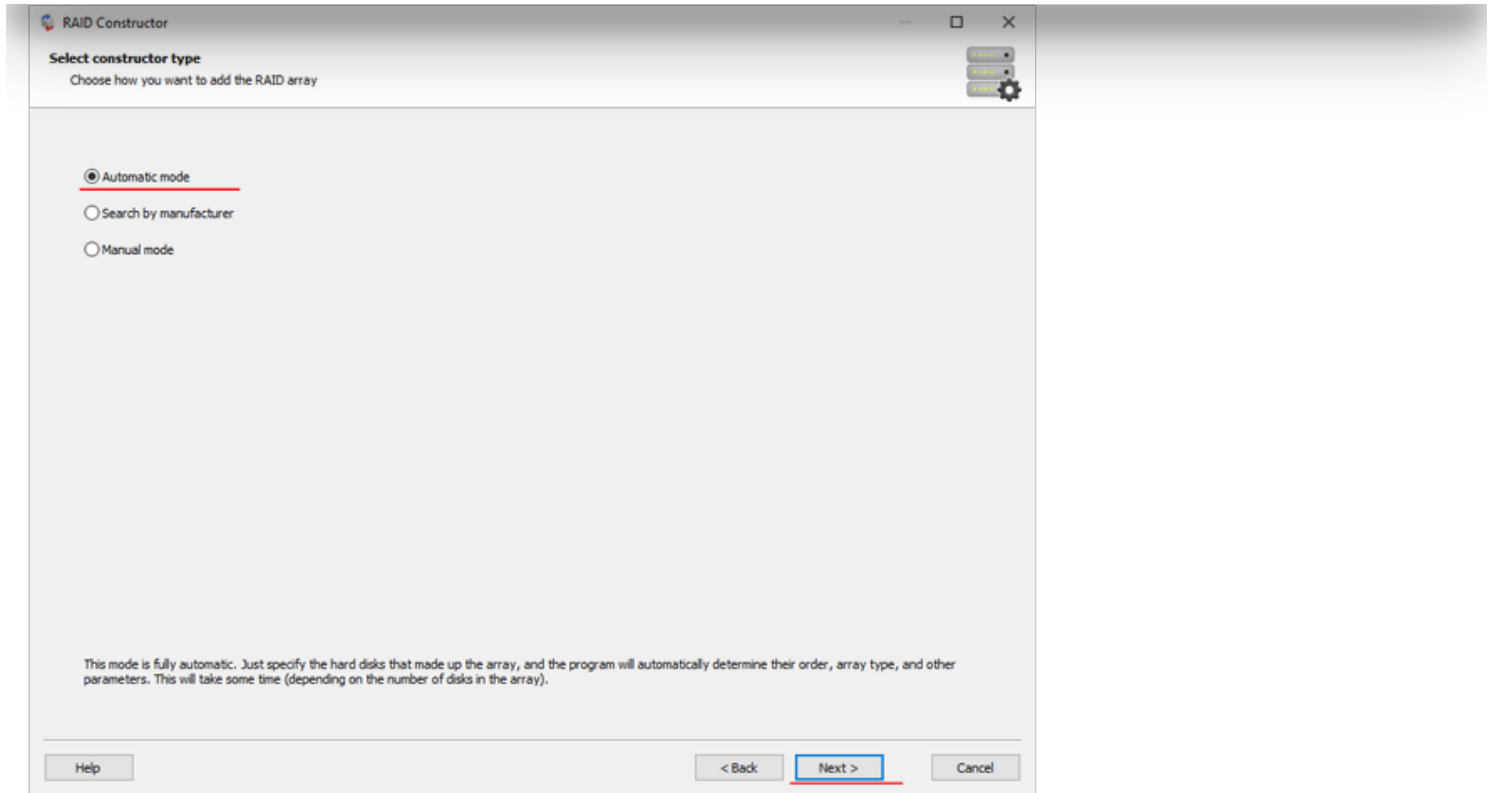 RAID Constructor
Select constructor type
Choose how you want to add the RAID array
Automatic mode
Search by manufacturer
Manual mode
This mode is fully automatic. Just specify the hard disks that made up the array, and the program will automatically determine their order, array type, and other
parameters. This will take some time (depending on the number of disks in the array).
Help < Back Next > Cancel